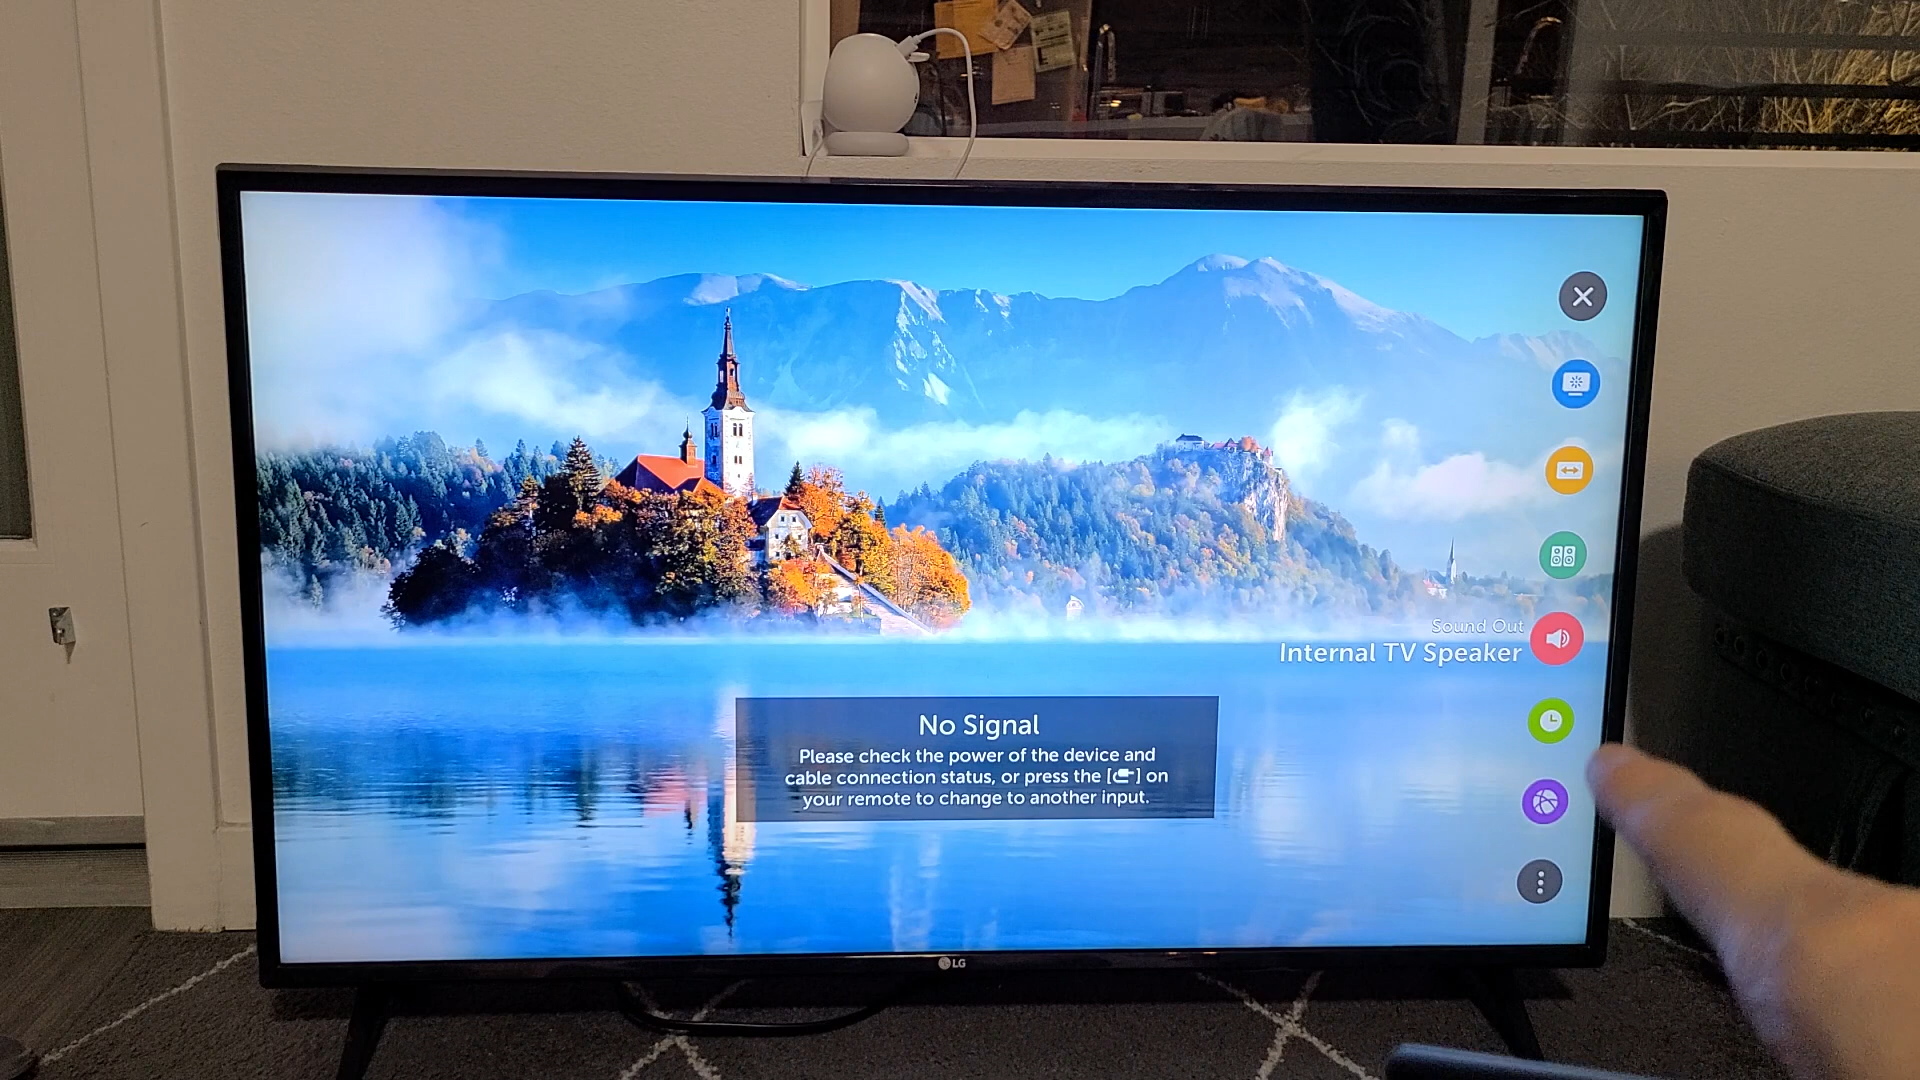 Sound Out
Internal TV Speaker
No Signal
Please check the power of the device and
cable connection status, or press the [] on
your remote to change to another input.
LG